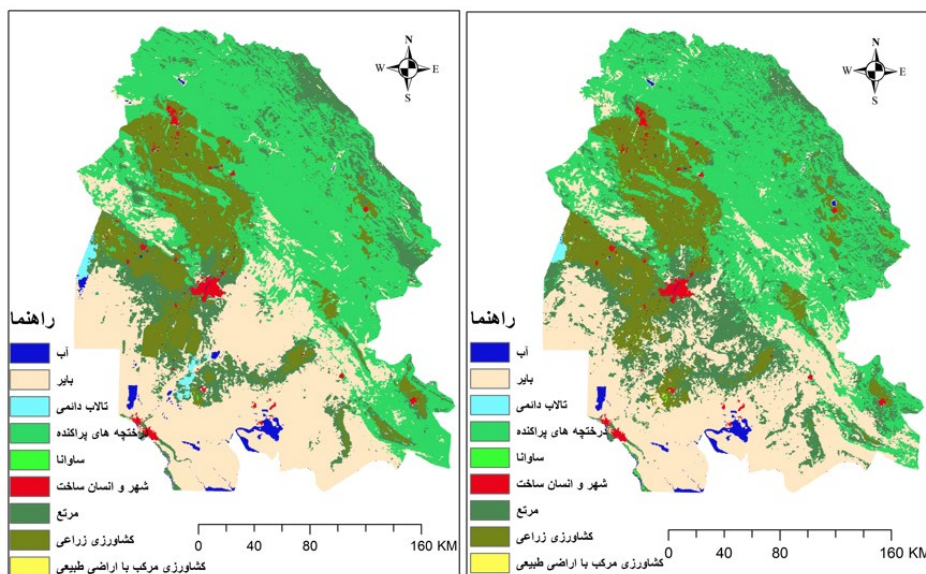 N
W E
S
راهنما
آب
بایر
تالاب دائمی
درختچه های پراکنده
ساوانا
شهر و انسان ساخت
مرتع
کشاورزی زراعی
کشاورزی مرکب با اراضی طبیعی
0 40 80 120 160 KM
N
W E
S
راهنما
آب
بایر
تالاب دائمی
درختچه های پراکنده
ساوانا
شهر و انسان ساخت
مرتع
کشاورزی زراعی
کشاورزی مرکب با اراضی طبیعی
0 40 80 120 160 KM